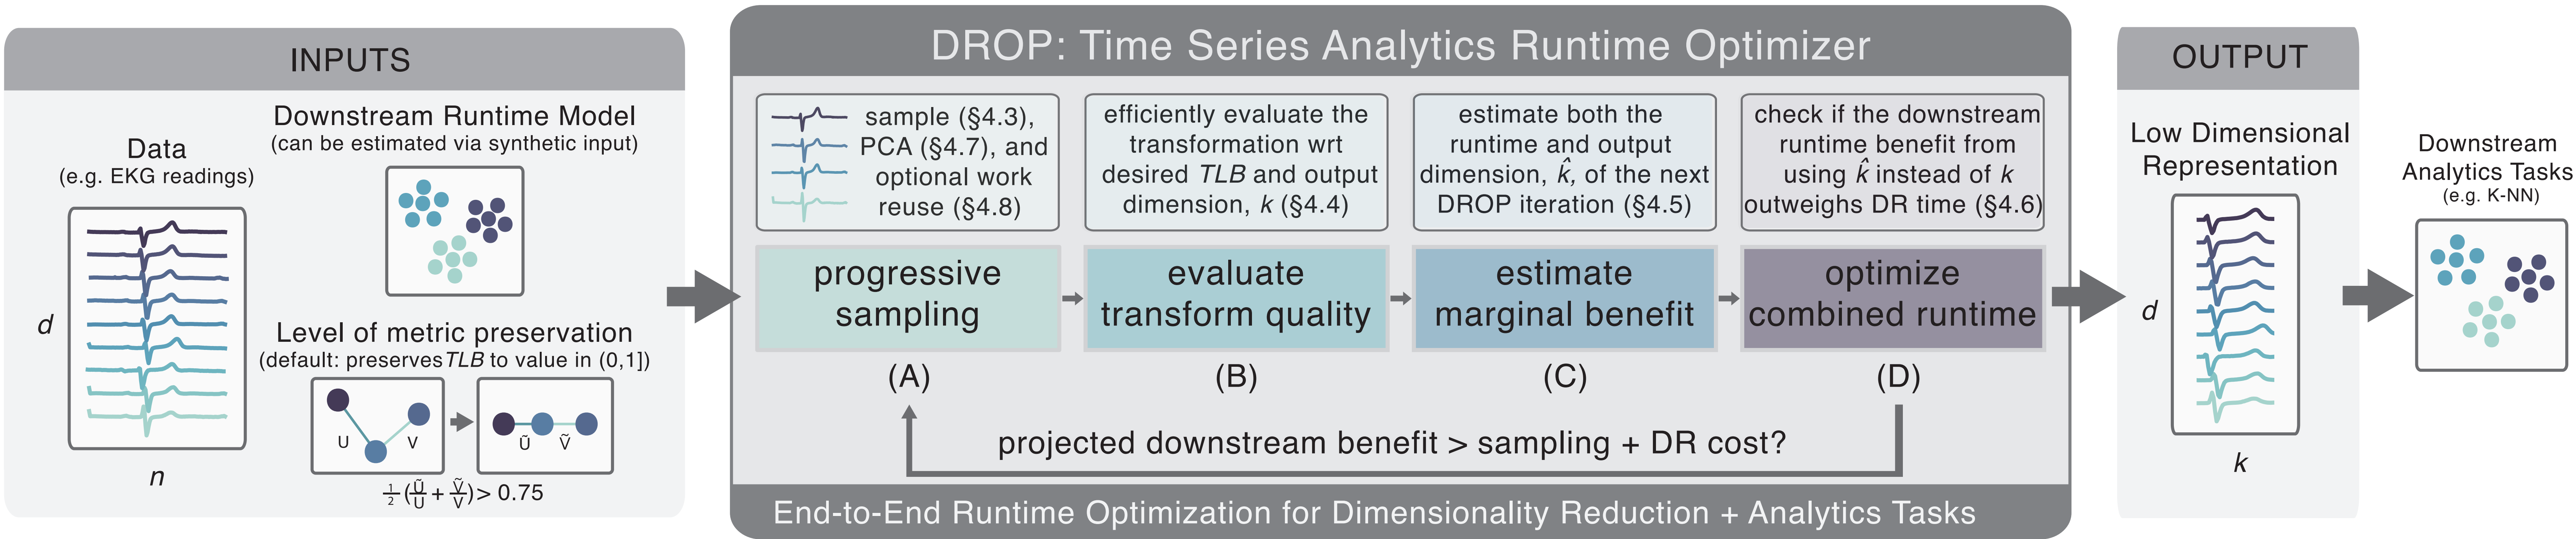 INPUTS
Data
(e.g. EKG readings)
d
n
Downstream Runtime Model
(can be estimated via synthetic input)
Level of metric preservation
(default: preserves TLB to value in (0,1])
U V
Ũ Ṽ
½(Ũ/U + Ṽ/V) > 0.75
DROP: Time Series Analytics Runtime Optimizer
sample (§4.3),
PCA (§4.7), and
optional work
reuse (§4.8)
progressive
sampling
(A)
efficiently evaluate the
transformation wrt
desired TLB and output
dimension, k (§4.4)
evaluate
transform quality
(B)
estimate both the
runtime and output
dimension, k̂, of the next
DROP iteration (§4.5)
estimate
marginal benefit
(C)
check if the downstream
runtime benefit from
using k̂ instead of k
outweighs DR time (§4.6)
optimize
combined runtime
(D)
projected downstream benefit > sampling + DR cost?
End-to-End Runtime Optimization for Dimensionality Reduction + Analytics Tasks
OUTPUT
Low Dimensional
Representation
d
k
Downstream
Analytics Tasks
(e.g. K-NN)